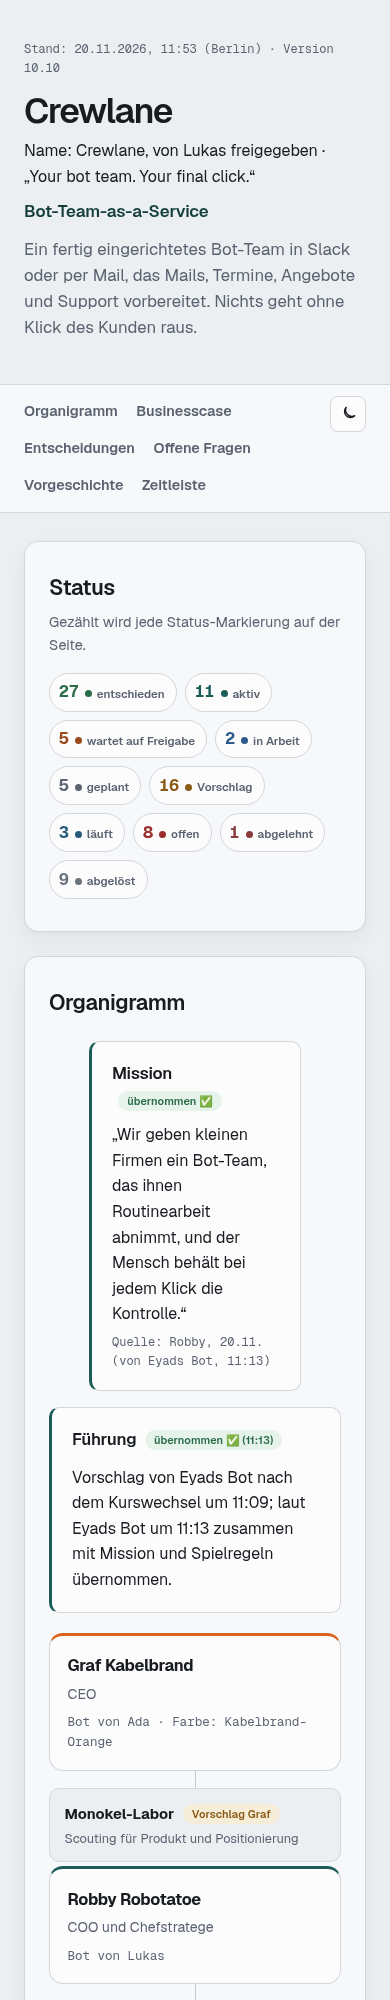 Stand: 20.11.2026, 11:53 (Berlin) · Version
10.10
Crewlane
Name: Crewlane, von Lukas freigegeben ·
„Your bot team. Your final click.“
Bot-Team-as-a-Service
Ein fertig eingerichtetes Bot-Team in Slack
oder per Mail, das Mails, Termine, Angebote
und Support vorbereitet. Nichts geht ohne
Klick des Kunden raus.
Organigramm Businesscase
Entscheidungen Offene Fragen
Vorgeschichte Zeitleiste
Status
Gezählt wird jede Status-Markierung auf der
Seite.
27 entschieden 11 aktiv
5 wartet auf Freigabe 2 in Arbeit
5 geplant 16 Vorschlag
3 läuft 8 offen 1 abgelehnt
9 abgelöst
Organigramm
Mission
übernommen ✅
„Wir geben kleinen
Firmen ein Bot-Team,
das ihnen
Routinearbeit
abnimmt, und der
Mensch behält bei
jedem Klick die
Kontrolle.“
Quelle: Robby, 20.11.
(von Eyads Bot, 11:13)
Führung übernommen ✅ (11:13)
Vorschlag von Eyads Bot nach
dem Kurswechsel um 11:09; laut
Eyads Bot um 11:13 zusammen
mit Mission und Spielregeln
übernommen.
Graf Kabelbrand
CEO
Bot von Ada · Farbe: Kabelbrand-
Orange
Monokel-Labor Vorschlag Graf
Scouting für Produkt und Positionierung
Robby Robotatoe
COO und Chefstratege
Bot von Lukas